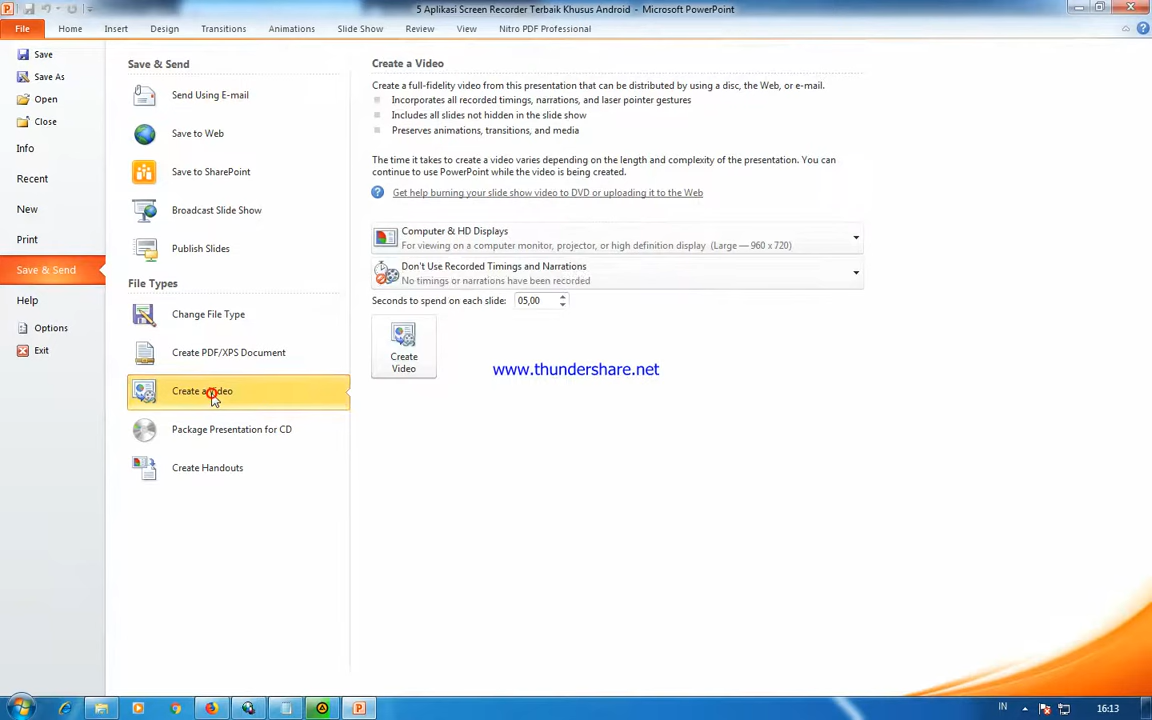 5 Aplikasi Screen Recorder Terbaik Khusus Android - Microsoft PowerPoint
File Home Insert Design Transitions Animations Slide Show Review View Nitro PDF Professional
Save
Save As
Open
Close
Info
Recent
New
Print
Save & Send
Help
Options
Exit
Save & Send
Send Using E-mail
Save to Web
Save to SharePoint
Broadcast Slide Show
Publish Slides
File Types
Change File Type
Create PDF/XPS Document
Create a Video
Package Presentation for CD
Create Handouts
Create a Video
Create a full-fidelity video from this presentation that can be distributed by using a disc, the Web, or e-mail.
Incorporates all recorded timings, narrations, and laser pointer gestures
Includes all slides not hidden in the slide show
Preserves animations, transitions, and media
The time it takes to create a video varies depending on the length and complexity of the presentation. You can
continue to use PowerPoint while the video is being created.
Get help burning your slide show video to DVD or uploading it to the Web
Computer & HD Displays
For viewing on a computer monitor, projector, or high definition display (Large — 960 x 720)
Don't Use Recorded Timings and Narrations
No timings or narrations have been recorded
Seconds to spend on each slide: 05,00
Create
Video
www.thundershare.net
IN 16:13